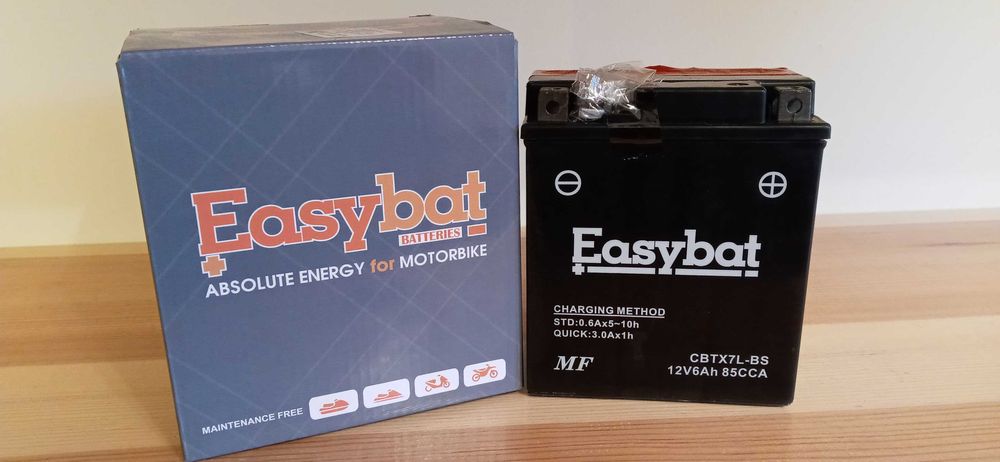 Easybat
BATTERIES
ABSOLUTE ENERGY for MOTORBIKE
MAINTENANCE FREE
Easybat
CHARGING METHOD
STD:0.6Ax5~10h
QUICK:3.0Ax1h
MF
CBTX7L-BS
12V6Ah 85CCA